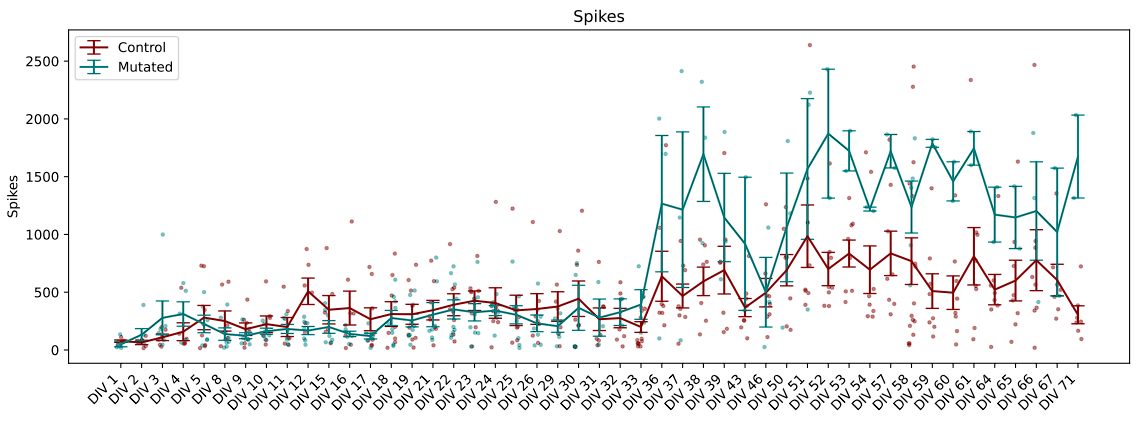 Spikes
Control
Mutated
Spikes
2500
2000
1500
1000
500
0
DIV 1
DIV 2
DIV 3
DIV 4
DIV 5
DIV 8
DIV 9
DIV 10
DIV 11
DIV 12
DIV 15
DIV 16
DIV 17
DIV 18
DIV 19
DIV 21
DIV 22
DIV 23
DIV 24
DIV 25
DIV 26
DIV 29
DIV 30
DIV 31
DIV 32
DIV 33
DIV 36
DIV 37
DIV 38
DIV 39
DIV 43
DIV 46
DIV 50
DIV 51
DIV 52
DIV 53
DIV 54
DIV 57
DIV 58
DIV 59
DIV 60
DIV 61
DIV 64
DIV 65
DIV 66
DIV 67
DIV 71